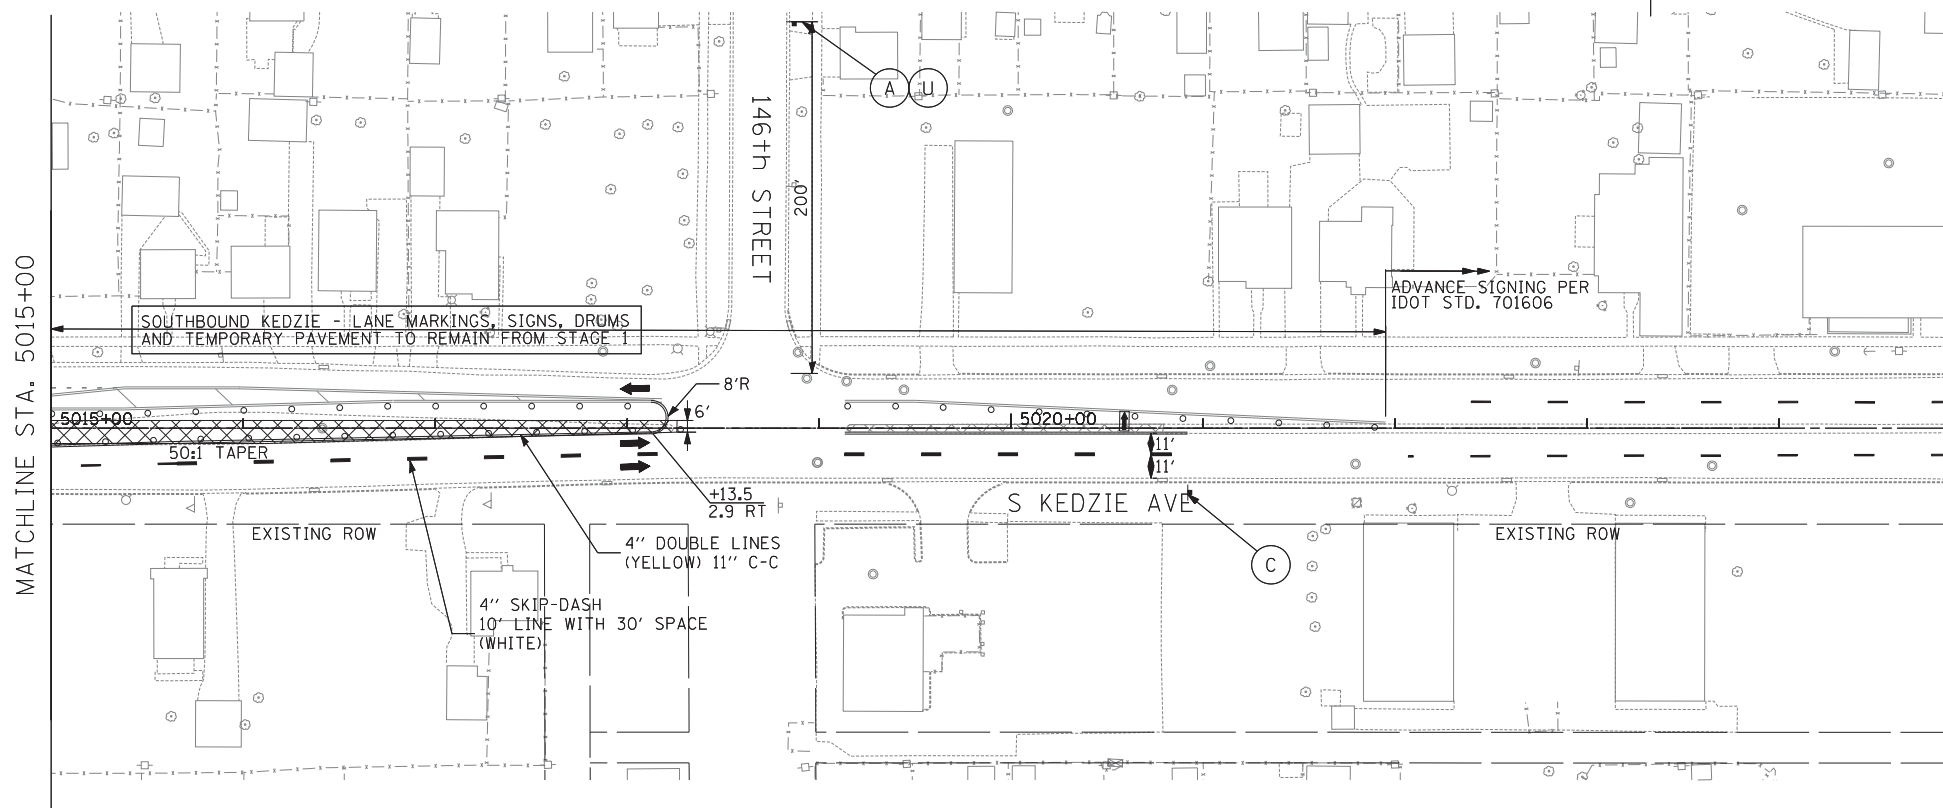 MATCHLINE STA. 5015+00
SOUTHBOUND KEDZIE - LANE MARKINGS, SIGNS, DRUMS
AND TEMPORARY PAVEMENT TO REMAIN FROM STAGE 1
146th STREET
200'
A
U
ADVANCE SIGNING PER
IDOT STD. 701606
8'R
6'
5015+00
5020+00
50:1 TAPER
11'
11'
+13.5
2.9 RT
S KEDZIE AVE
C
EXISTING ROW
EXISTING ROW
4'' DOUBLE LINES
(YELLOW) 11'' C-C
4'' SKIP-DASH
10' LINE WITH 30' SPACE
(WHITE)